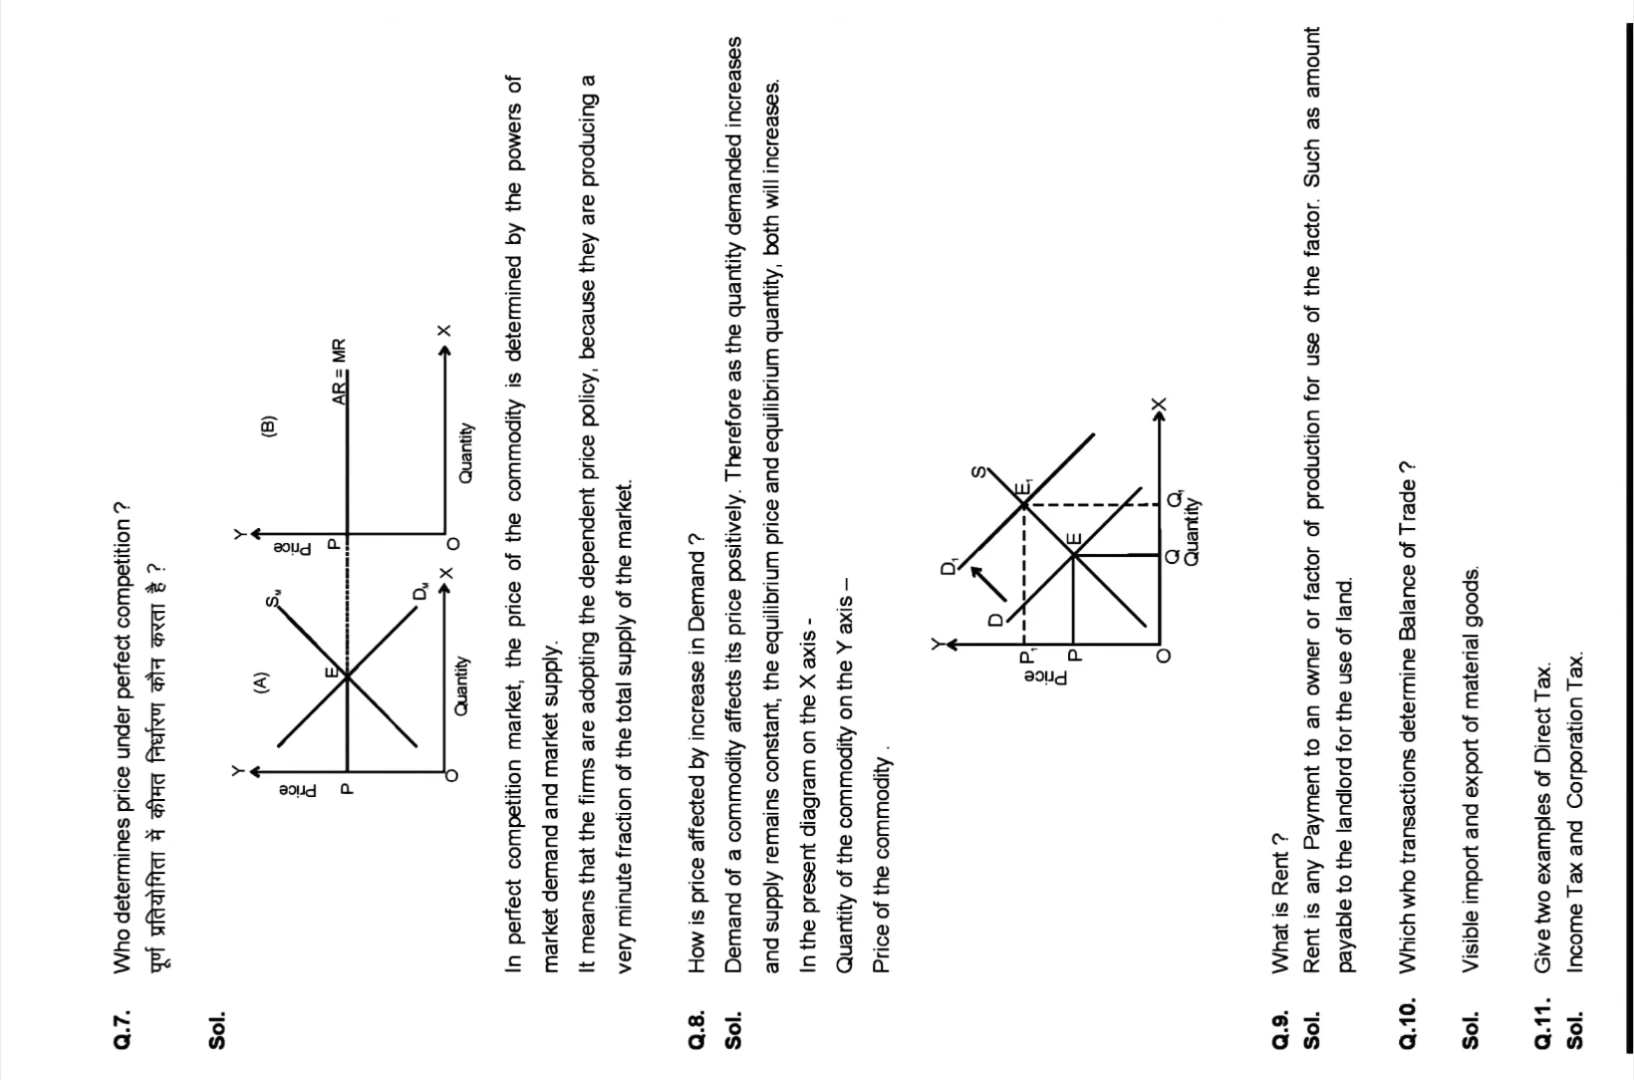 Q.7. Who determines price under perfect competition ?
पूर्ण प्रतियोगिता में कीमत निर्धारण कौन करता है ?
Sol.
(A)
Y
Price
P
E
S_M
D_M
O
X
Quantity
(B)
Y
Price
P
AR = MR
O
X
Quantity
In perfect competition market, the price of the commodity is determined by the powers of
market demand and market supply.
It means that the firms are adopting the dependent price policy, because they are producing a
very minute fraction of the total supply of the market.
Q.8. How is price affected by increase in Demand ?
Sol. Demand of a commodity affects its price positively. Therefore as the quantity demanded increases
and supply remains constant, the equilibrium price and equilibrium quantity, both will increases.
In the present diagram on the X axis -
Quantity of the commodity on the Y axis –
Price of the commodity .
Y
D₁
S
D
E₁
P₁
Price
P
E
O
Q
Q₁
X
Quantity
Q.9. What is Rent ?
Sol. Rent is any Payment to an owner or factor of production for use of the factor. Such as amount
payable to the landlord for the use of land.
Q.10. Which who transactions determine Balance of Trade ?
Sol. Visible import and export of material goods.
Q.11. Give two examples of Direct Tax.
Sol. Income Tax and Corporation Tax.